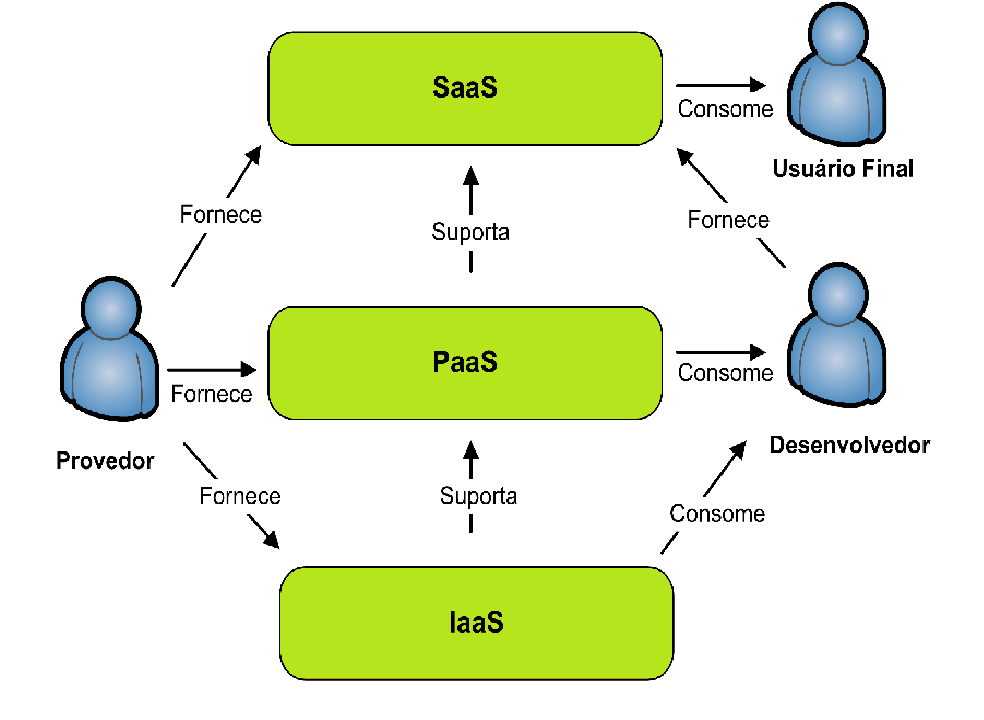 SaaS
Consome
Usuário Final
Fornece
Suporta
Fornece
PaaS
Consome
Fornece
Provedor
Desenvolvedor
Fornece
Suporta
Consome
IaaS